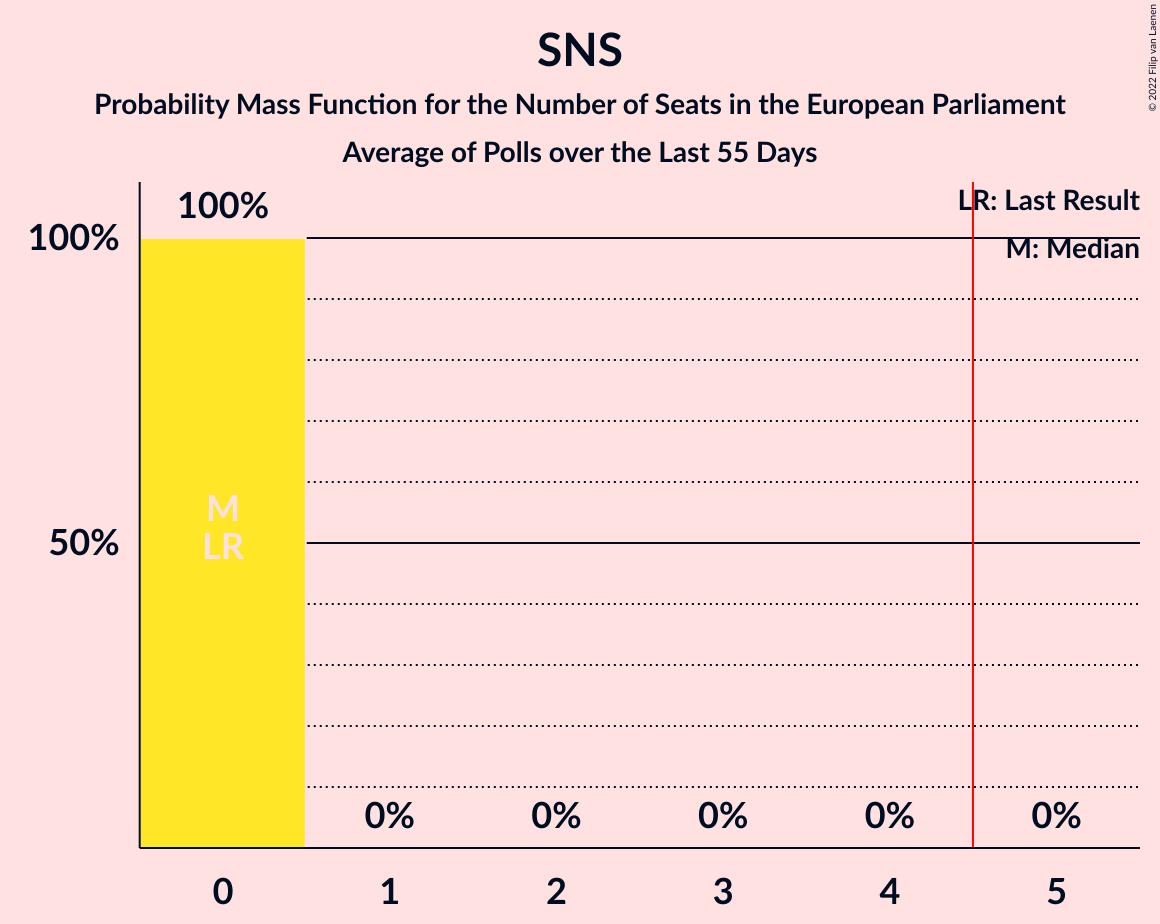 SNS
Probability Mass Function for the Number of Seats in the European Parliament
Average of Polls over the Last 55 Days
© 2022 Filip van Laenen
LR: Last Result
M: Median
100%
100%
50%
M
LR
0% 0% 0% 0% 0%
0 1 2 3 4 5